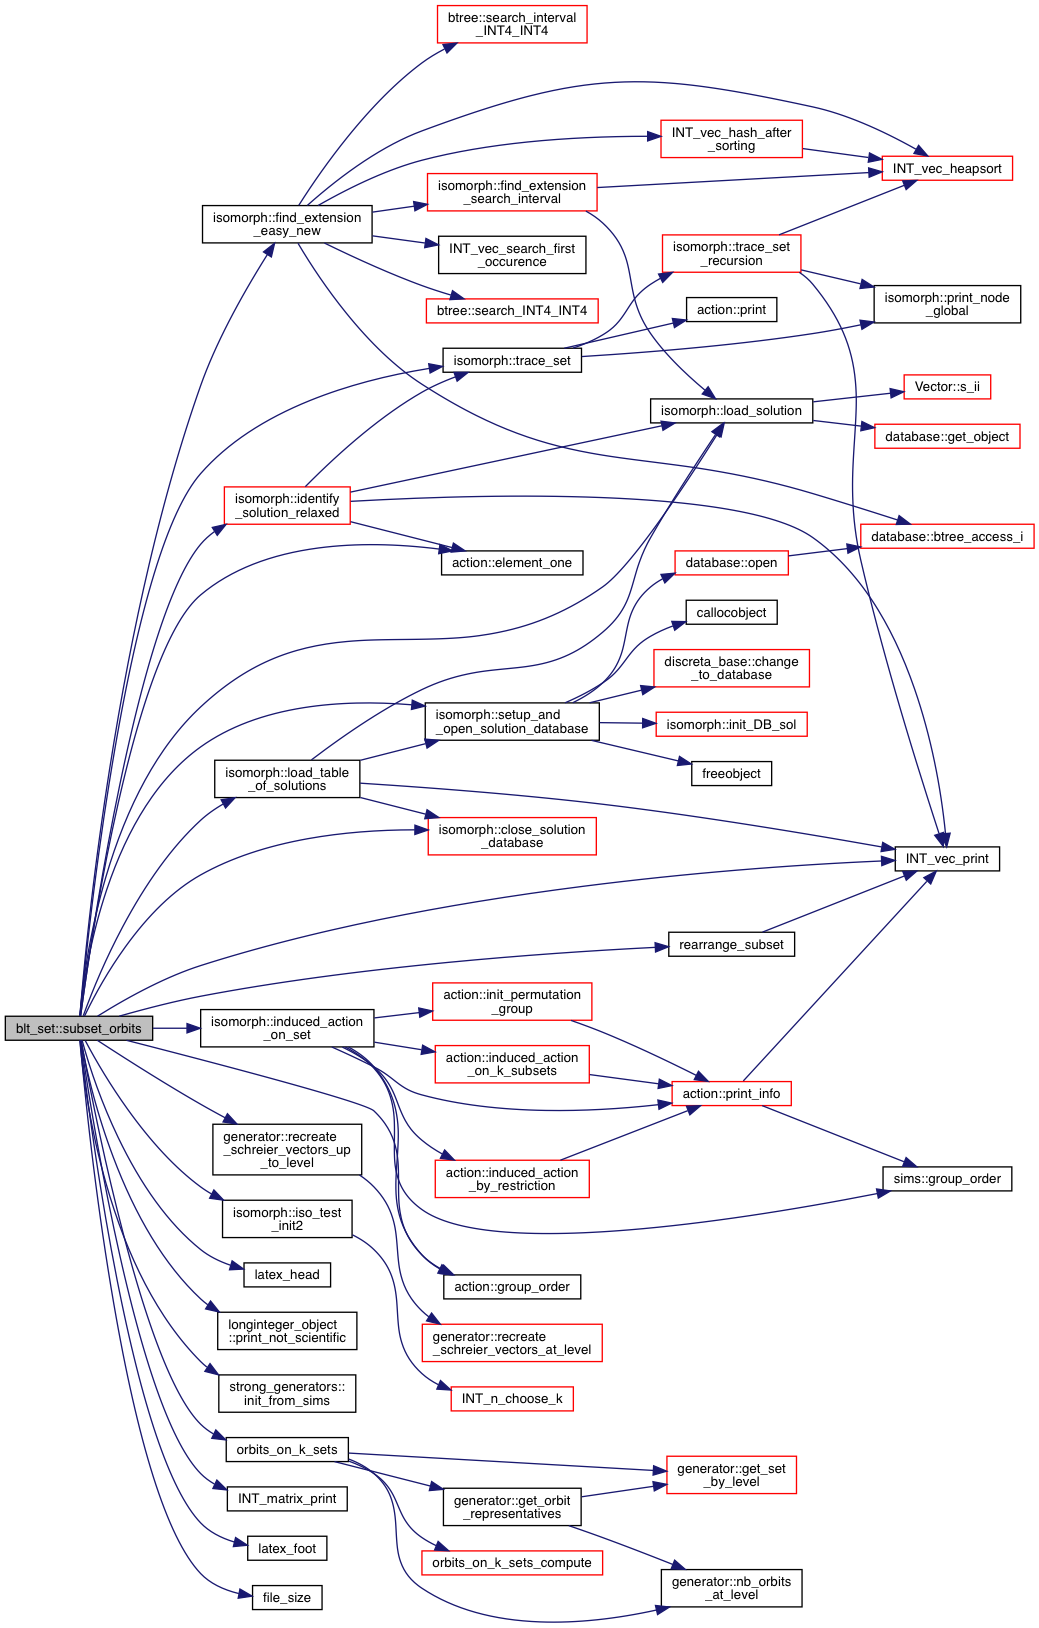 btree::search_interval
_INT4_INT4
INT_vec_hash_after
_sorting
INT_vec_heapsort
isomorph::find_extension
_search_interval
isomorph::find_extension
_easy_new
INT_vec_search_first
_occurence
isomorph::trace_set
_recursion
isomorph::print_node
_global
btree::search_INT4_INT4
action::print
isomorph::trace_set
Vector::s_ii
isomorph::load_solution
database::get_object
isomorph::identify
_solution_relaxed
database::btree_access_i
action::element_one
database::open
callocobject
discreta_base::change
_to_database
isomorph::setup_and
_open_solution_database
isomorph::init_DB_sol
freeobject
isomorph::load_table
_of_solutions
isomorph::close_solution
_database
INT_vec_print
rearrange_subset
blt_set::subset_orbits
isomorph::induced_action
_on_set
action::init_permutation
_group
action::induced_action
_on_k_subsets
action::print_info
generator::recreate
_schreier_vectors_up
_to_level
action::induced_action
_by_restriction
sims::group_order
isomorph::iso_test
_init2
latex_head
action::group_order
longinteger_object
::print_not_scientific
generator::recreate
_schreier_vectors_at_level
strong_generators::
init_from_sims
INT_n_choose_k
orbits_on_k_sets
generator::get_set
_by_level
INT_matrix_print
generator::get_orbit
_representatives
latex_foot
orbits_on_k_sets_compute
generator::nb_orbits
_at_level
file_size